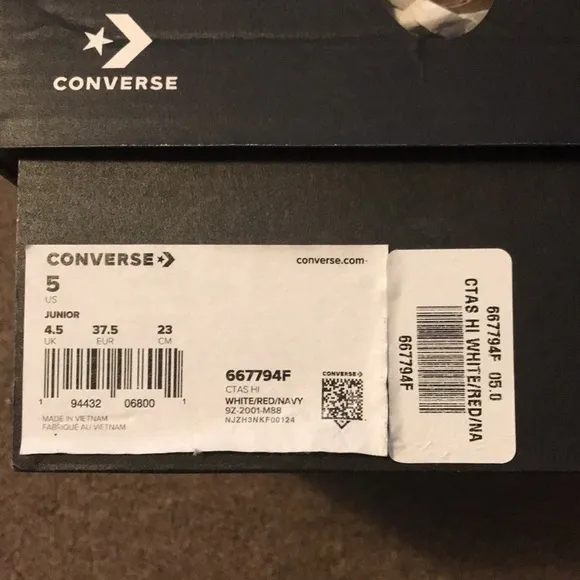 CONVERSE
CONVERSE
converse.com
5
US
JUNIOR
4.5 37.5 23
UK EUR CM
1 94432 06800 1
MADE IN VIETNAM
FABRIQUÉ AU VIETNAM
667794F
CTAS HI
WHITE/RED/NAVY
9Z-2001-M88
NJZH3NKF00124
CONVERSE
667794F 05.0
CTAS HI WHITE/RED/NA
667794F